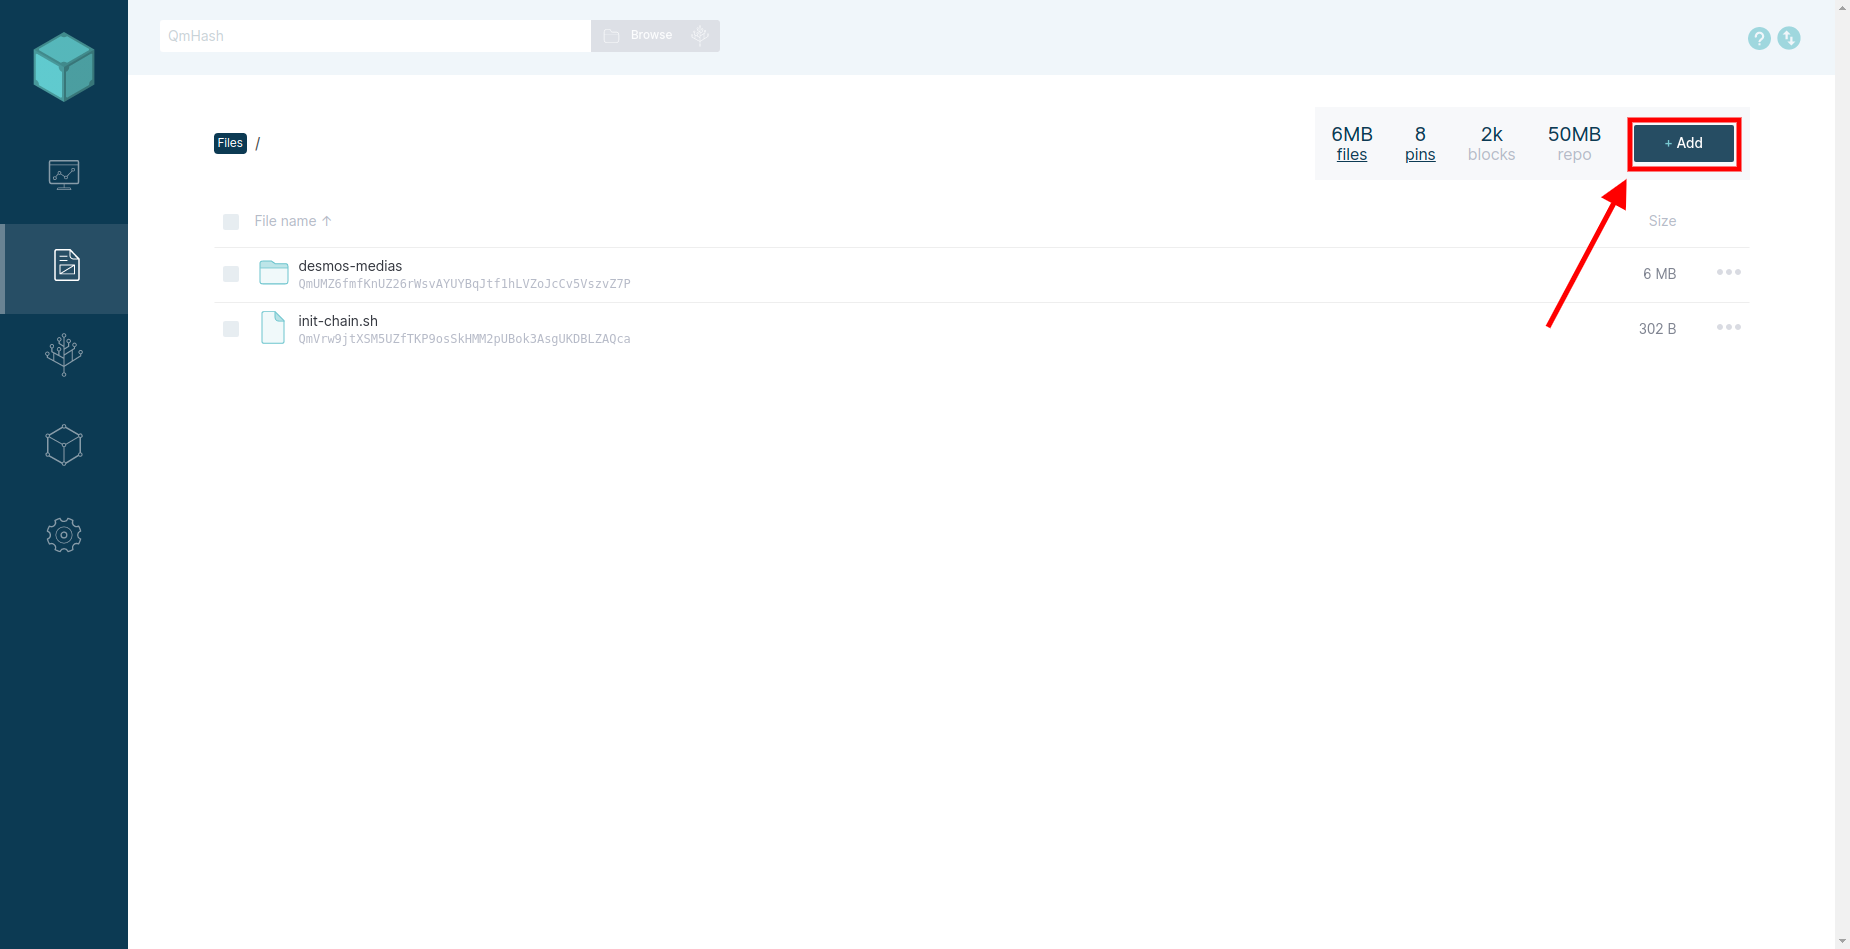 QmHash Browse
Files /
6MB files
8 pins
2k blocks
50MB repo
+ Add
File name ↑ Size
desmos-medias
QmUMZ6fmfKnUZ26rWsvAYUYBqJtf1hLVZoJcCv5VszvZ7P
6 MB
init-chain.sh
QmVrw9jtXSM5UZfTKP9osSkHMM2pUBok3AsgUKDBLZAQca
302 B